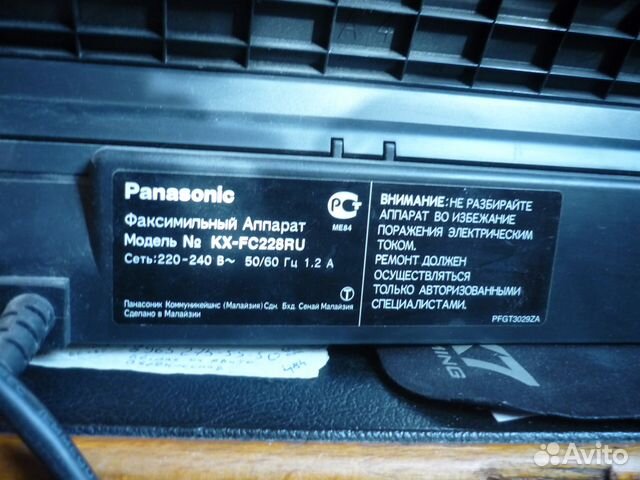 Panasonic
Факсимильный Аппарат
Модель № KX-FC228RU
Сеть:220-240 В~ 50/60 Гц 1.2 А
Панасоник Коммуникейшнс (Малайзия) Сдн. Бхд. Сенай Малайзия
Сделано в Малайзии
РСТ
ME84
T
ВНИМАНИЕ: НЕ РАЗБИРАЙТЕ
АППАРАТ ВО ИЗБЕЖАНИЕ
ПОРАЖЕНИЯ ЭЛЕКТРИЧЕСКИМ
ТОКОМ.
РЕМОНТ ДОЛЖЕН
ОСУЩЕСТВЛЯТЬСЯ
ТОЛЬКО АВТОРИЗОВАННЫМИ
СПЕЦИАЛИСТАМИ.
PFGT3029ZA
X7
Avito